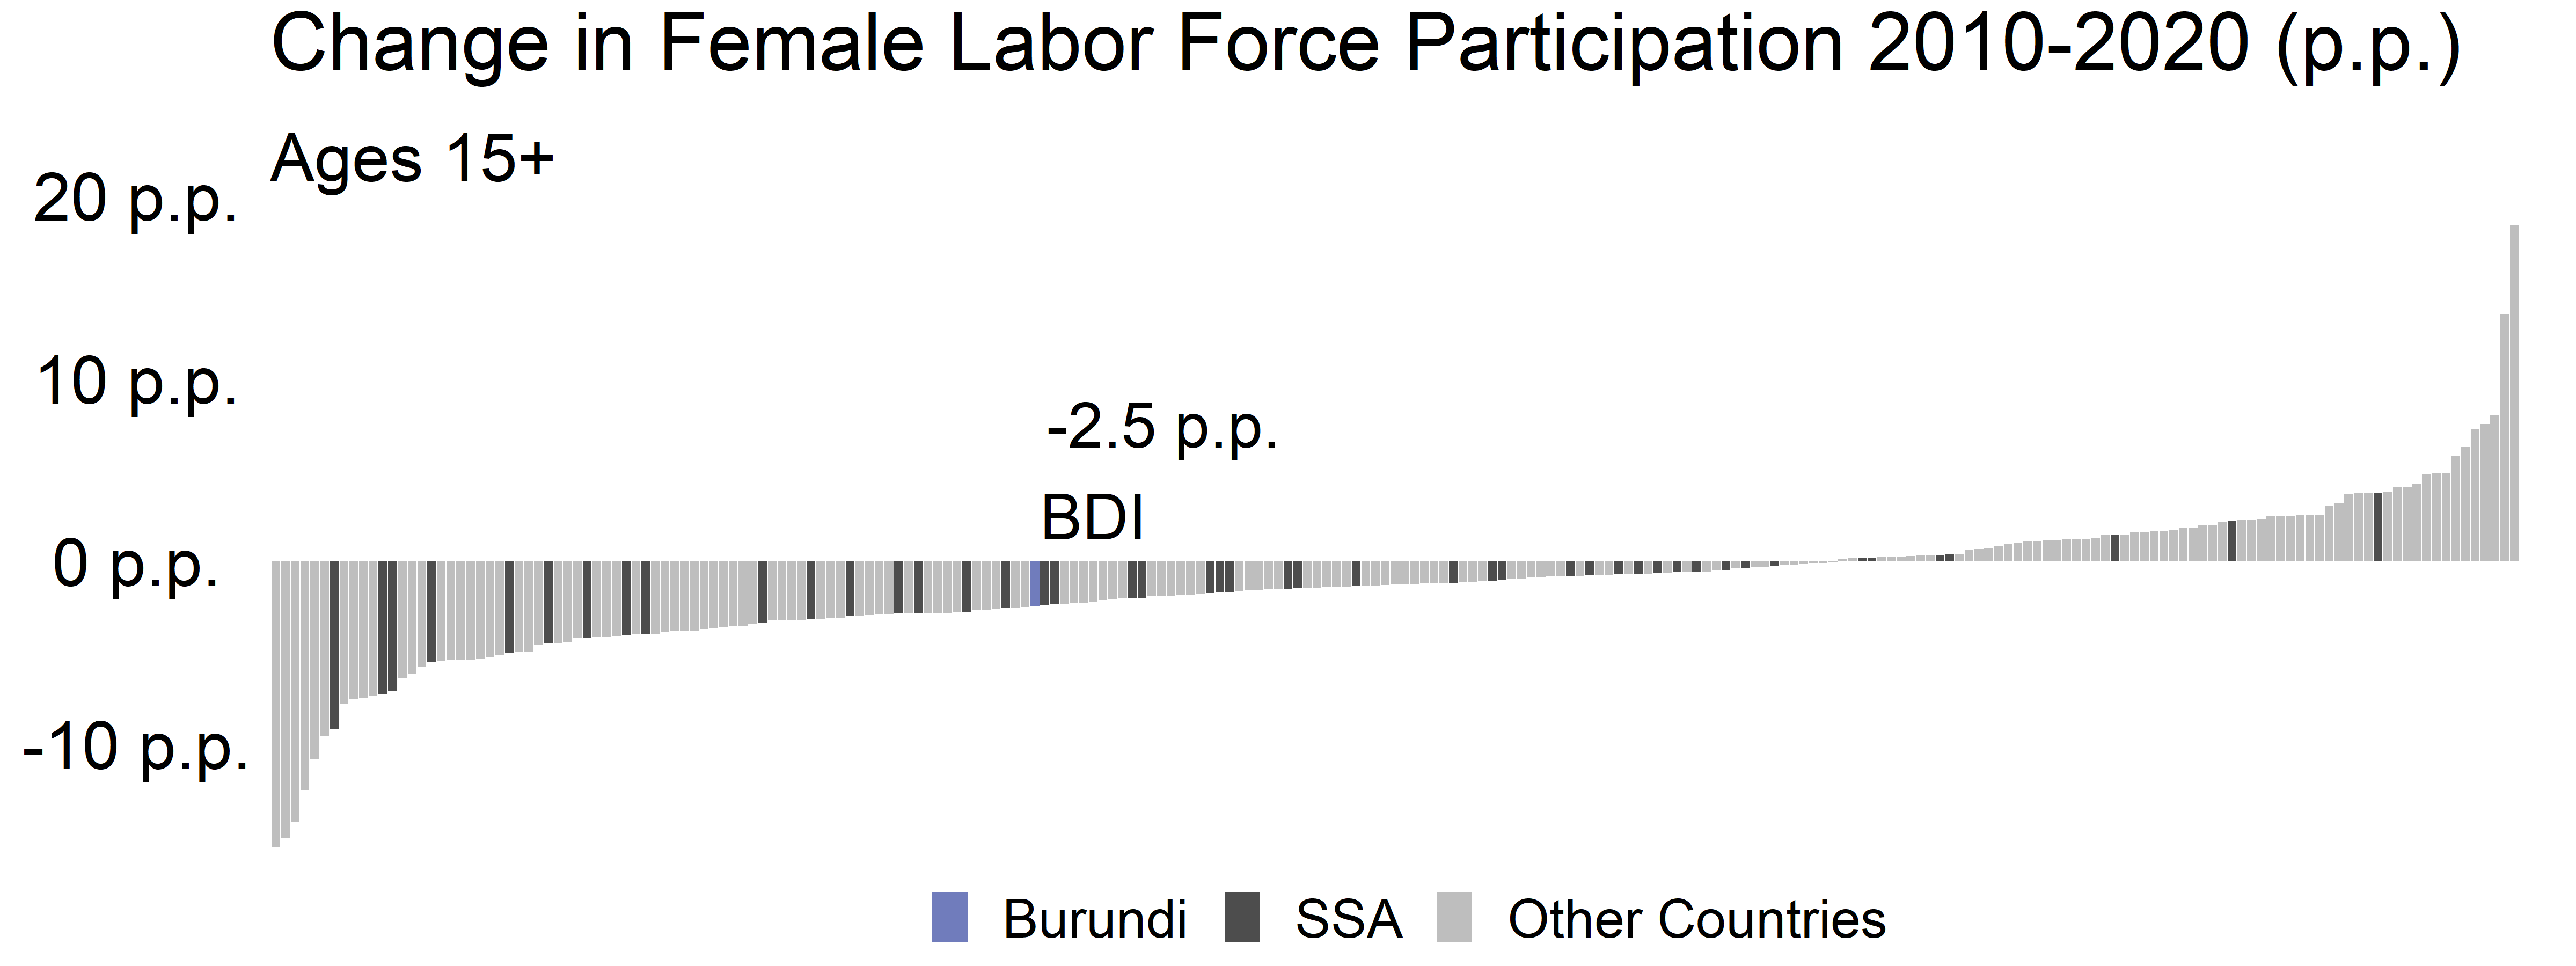 Change in Female Labor Force Participation 2010-2020 (p.p.)
Ages 15+
20 p.p.
10 p.p.
-2.5 p.p.
BDI
0 p.p.
-10 p.p.
Burundi SSA Other Countries